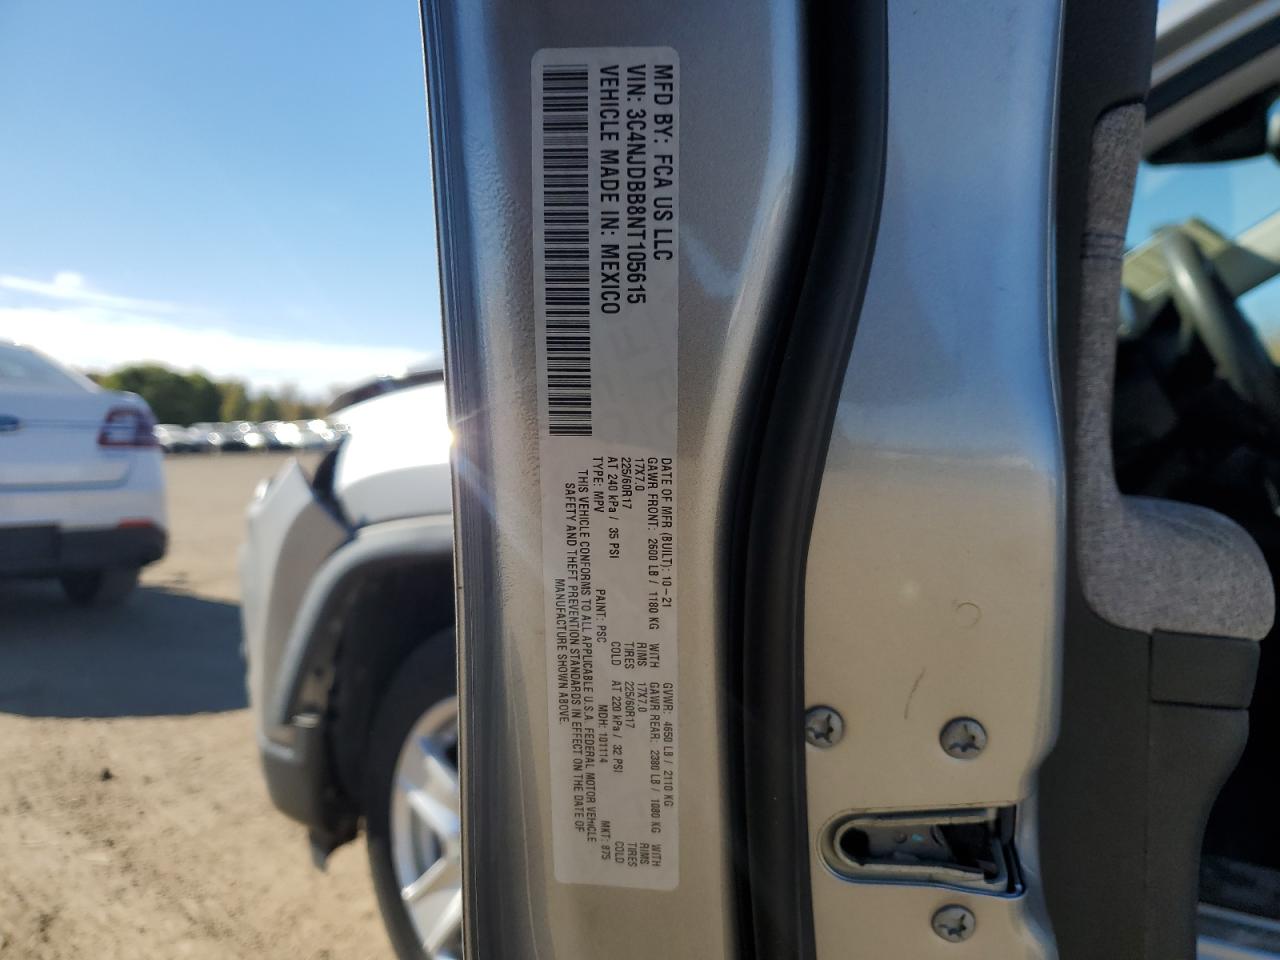 MFD BY: FCA US LLC
VIN: 3C4NJDBB8NT105615
VEHICLE MADE IN: MEXICO
DATE OF MFR (BUILT): 10-21 GVWR: 4650 LB / 2110 KG
GAWR FRONT: 2600 LB / 1180 KG WITH GAWR REAR: 2380 LB / 1080 KG WITH
17X7.0 RIMS 17X7.0 RIMS
225/60R17 TIRES 225/60R17 TIRES
AT 240 kPa / 35 PSI COLD AT 220 kPa / 32 PSI COLD
TYPE: MPV PAINT: PSC MDH: 101114 MKT: 875
THIS VEHICLE CONFORMS TO ALL APPLICABLE U.S.A. FEDERAL MOTOR VEHICLE
SAFETY AND THEFT PREVENTION STANDARDS IN EFFECT ON THE DATE OF
MANUFACTURE SHOWN ABOVE.